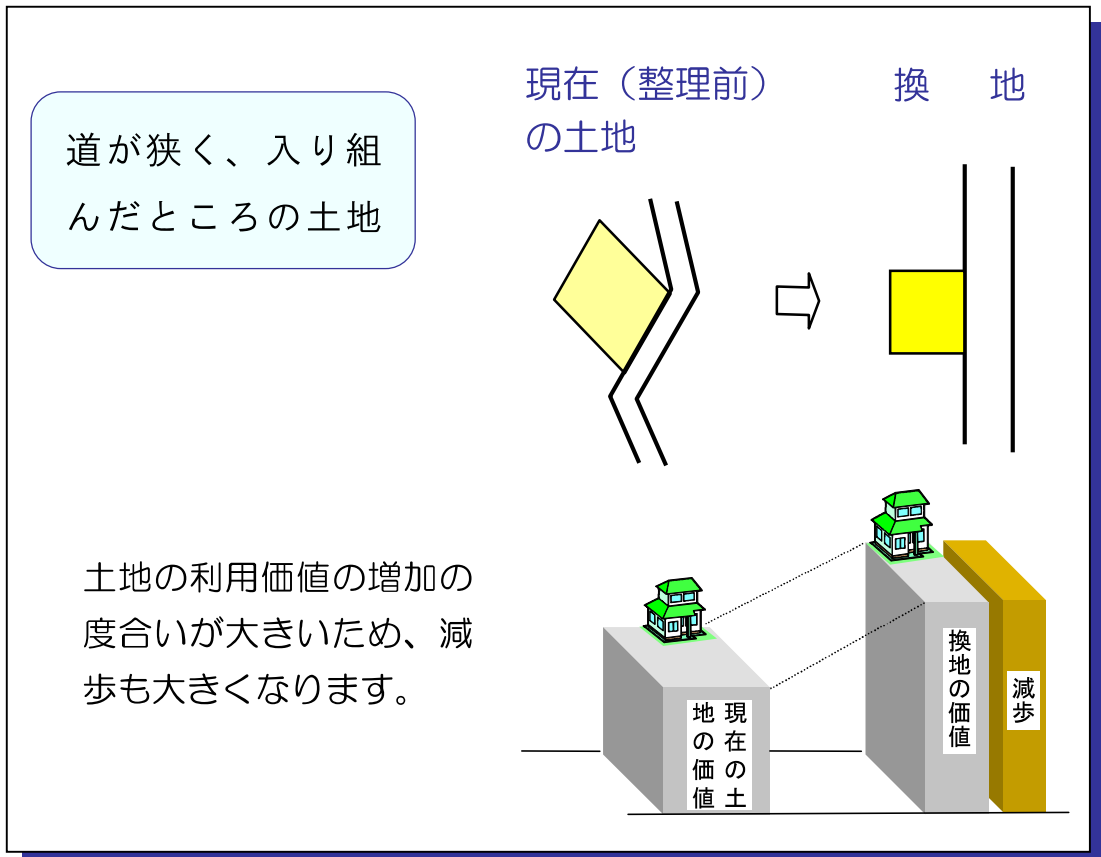 道が狭く、入り組
んだところの土地
現在（整理前）
の土地
換　地
土地の利用価値の増加の
度合いが大きいため、減
歩も大きくなります。
現在の土
地の価値
換地の価値
減歩